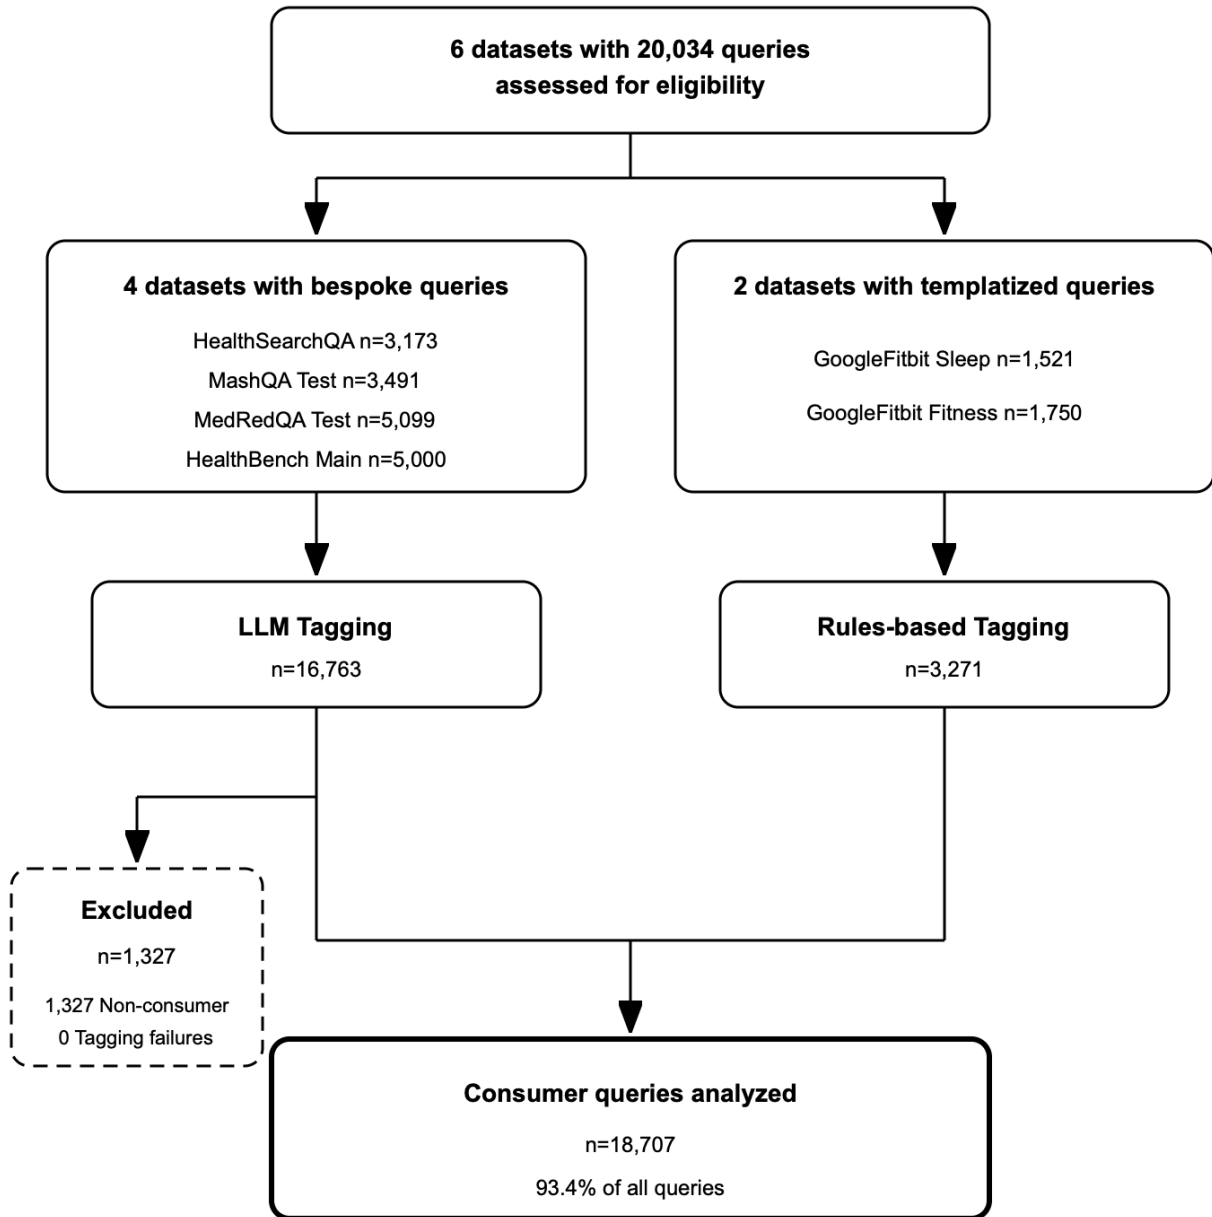 6 datasets with 20,034 queries
assessed for eligibility
4 datasets with bespoke queries
HealthSearchQA n=3,173
MashQA Test n=3,491
MedRedQA Test n=5,099
HealthBench Main n=5,000
2 datasets with templatized queries
GoogleFitbit Sleep n=1,521
GoogleFitbit Fitness n=1,750
LLM Tagging
n=16,763
Rules-based Tagging
n=3,271
Excluded
n=1,327
1,327 Non-consumer
0 Tagging failures
Consumer queries analyzed
n=18,707
93.4% of all queries